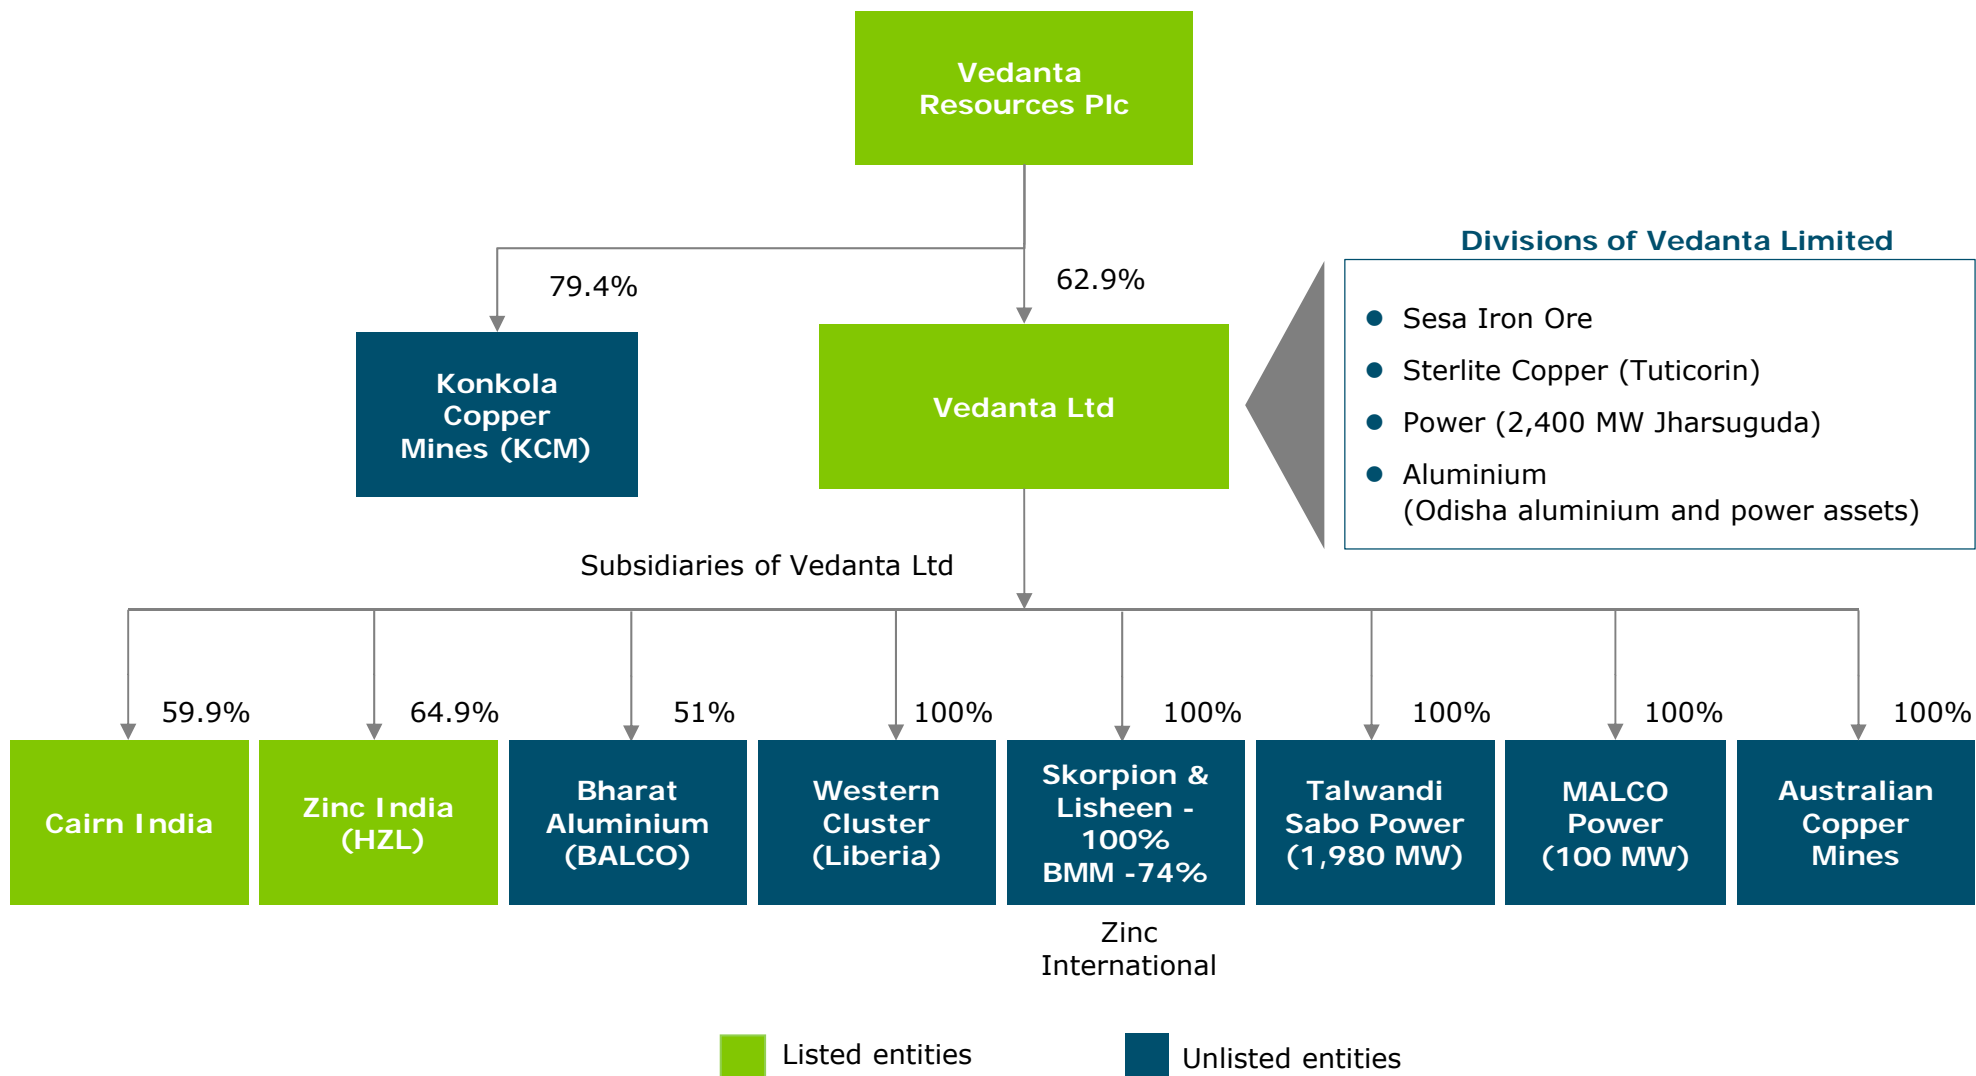 Vedanta
Resources Plc
Divisions of Vedanta Limited
79.4%
62.9%
Konkola
Copper
Mines (KCM)
Vedanta Ltd
Sesa Iron Ore
Sterlite Copper (Tuticorin)
Power (2,400 MW Jharsuguda)
Aluminium
(Odisha aluminium and power assets)
Subsidiaries of Vedanta Ltd
59.9%
64.9%
51%
100%
100%
100%
100%
100%
Cairn India
Zinc India
(HZL)
Bharat
Aluminium
(BALCO)
Western
Cluster
(Liberia)
Skorpion &
Lisheen -
100%
BMM -74%
Talwandi
Sabo Power
(1,980 MW)
MALCO
Power
(100 MW)
Australian
Copper
Mines
Zinc
International
Listed entities
Unlisted entities